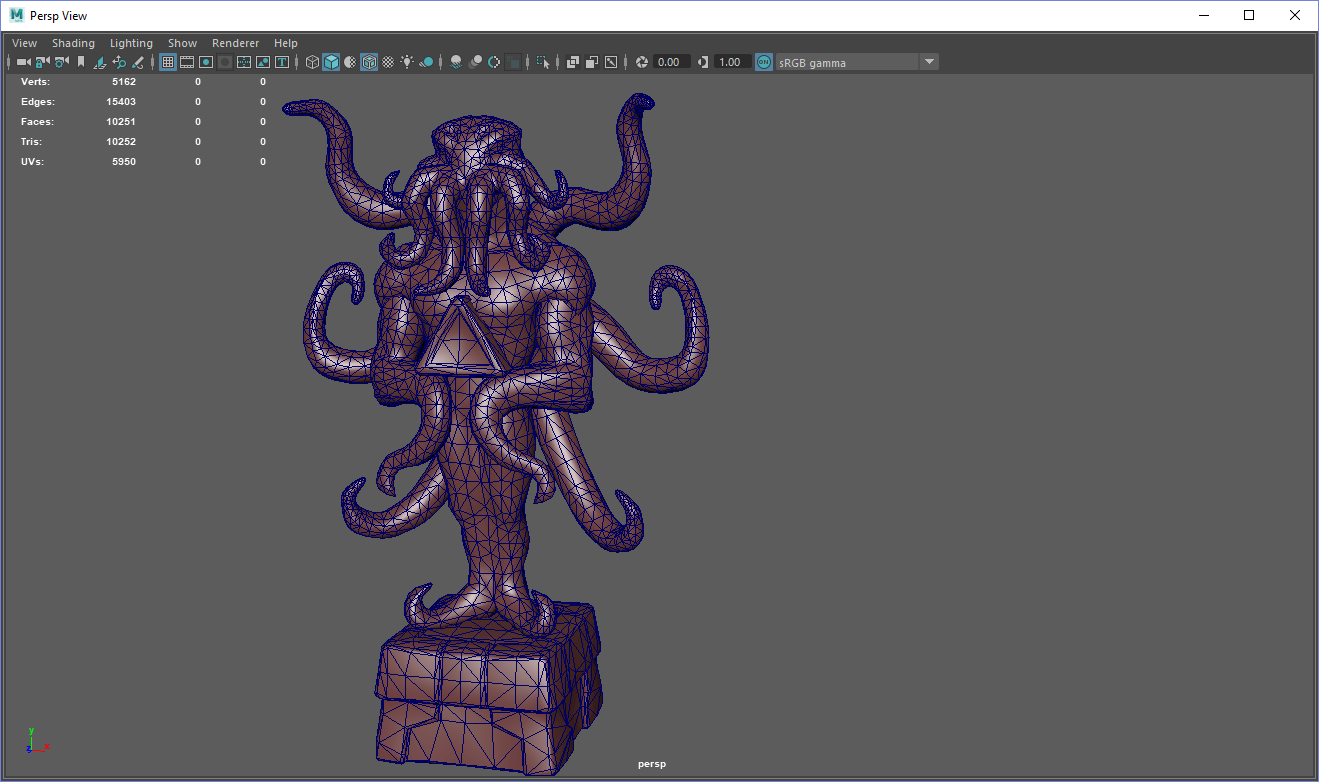 M Persp View
View Shading Lighting Show Renderer Help
0.00 1.00 ON sRGB gamma
Verts: 5162 0 0
Edges: 15403 0 0
Faces: 10251 0 0
Tris: 10252 0 0
UVs: 5950 0 0
y
z x
persp